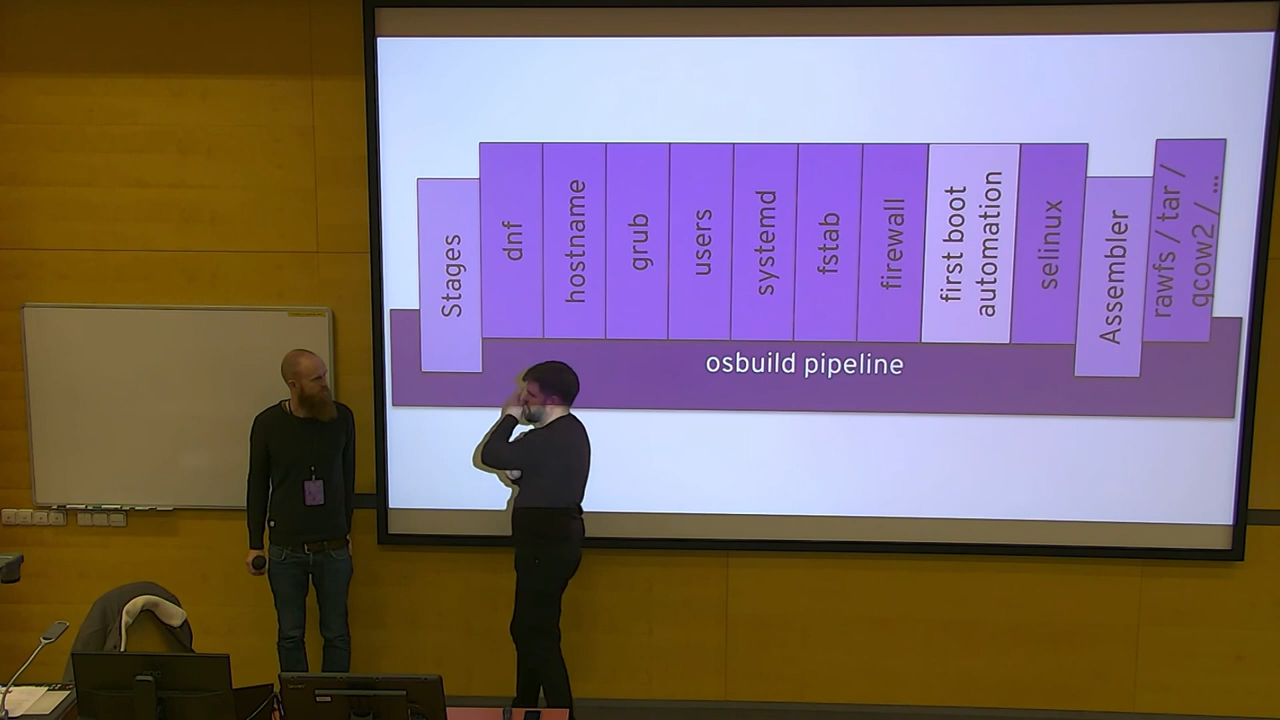 Stages
dnf
hostname
grub
users
systemd
fstab
firewall
first boot
automation
selinux
Assembler
rawfs / tar /
qcow2 / ...
osbuild pipeline